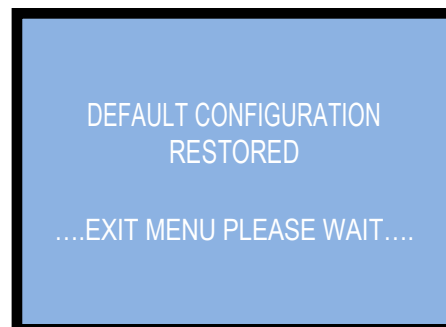 DEFAULT CONFIGURATION
RESTORED
....EXIT MENU PLEASE WAIT....